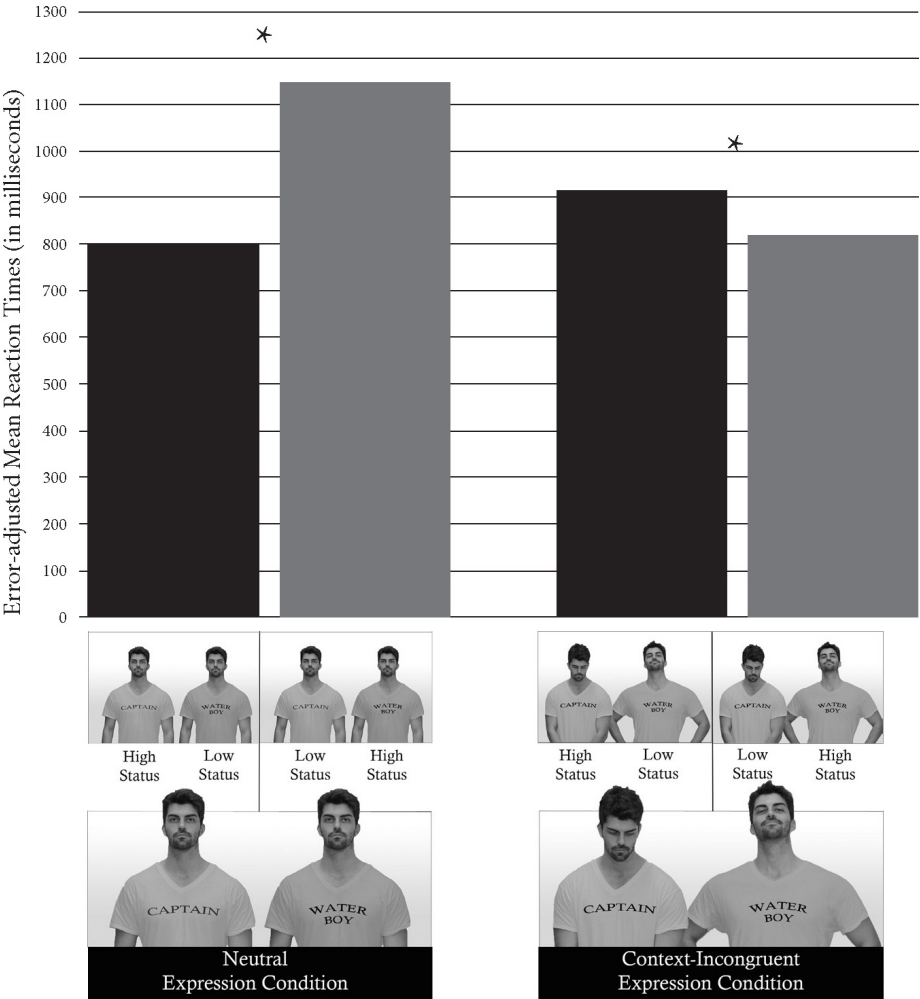 1300
1200
1100
1000
900
800
700
600
500
400
300
200
100
0
Error-adjusted Mean Reaction Times (in milliseconds)
*
*
CAPTAIN
WATER
BOY
CAPTAIN
WATER
BOY
CAPTAIN
WATER
BOY
CAPTAIN
WATER
BOY
High
Status
Low
Status
Low
Status
High
Status
High
Status
Low
Status
Low
Status
High
Status
CAPTAIN
WATER
BOY
CAPTAIN
WATER
BOY
Neutral
Expression Condition
Context-Incongruent
Expression Condition